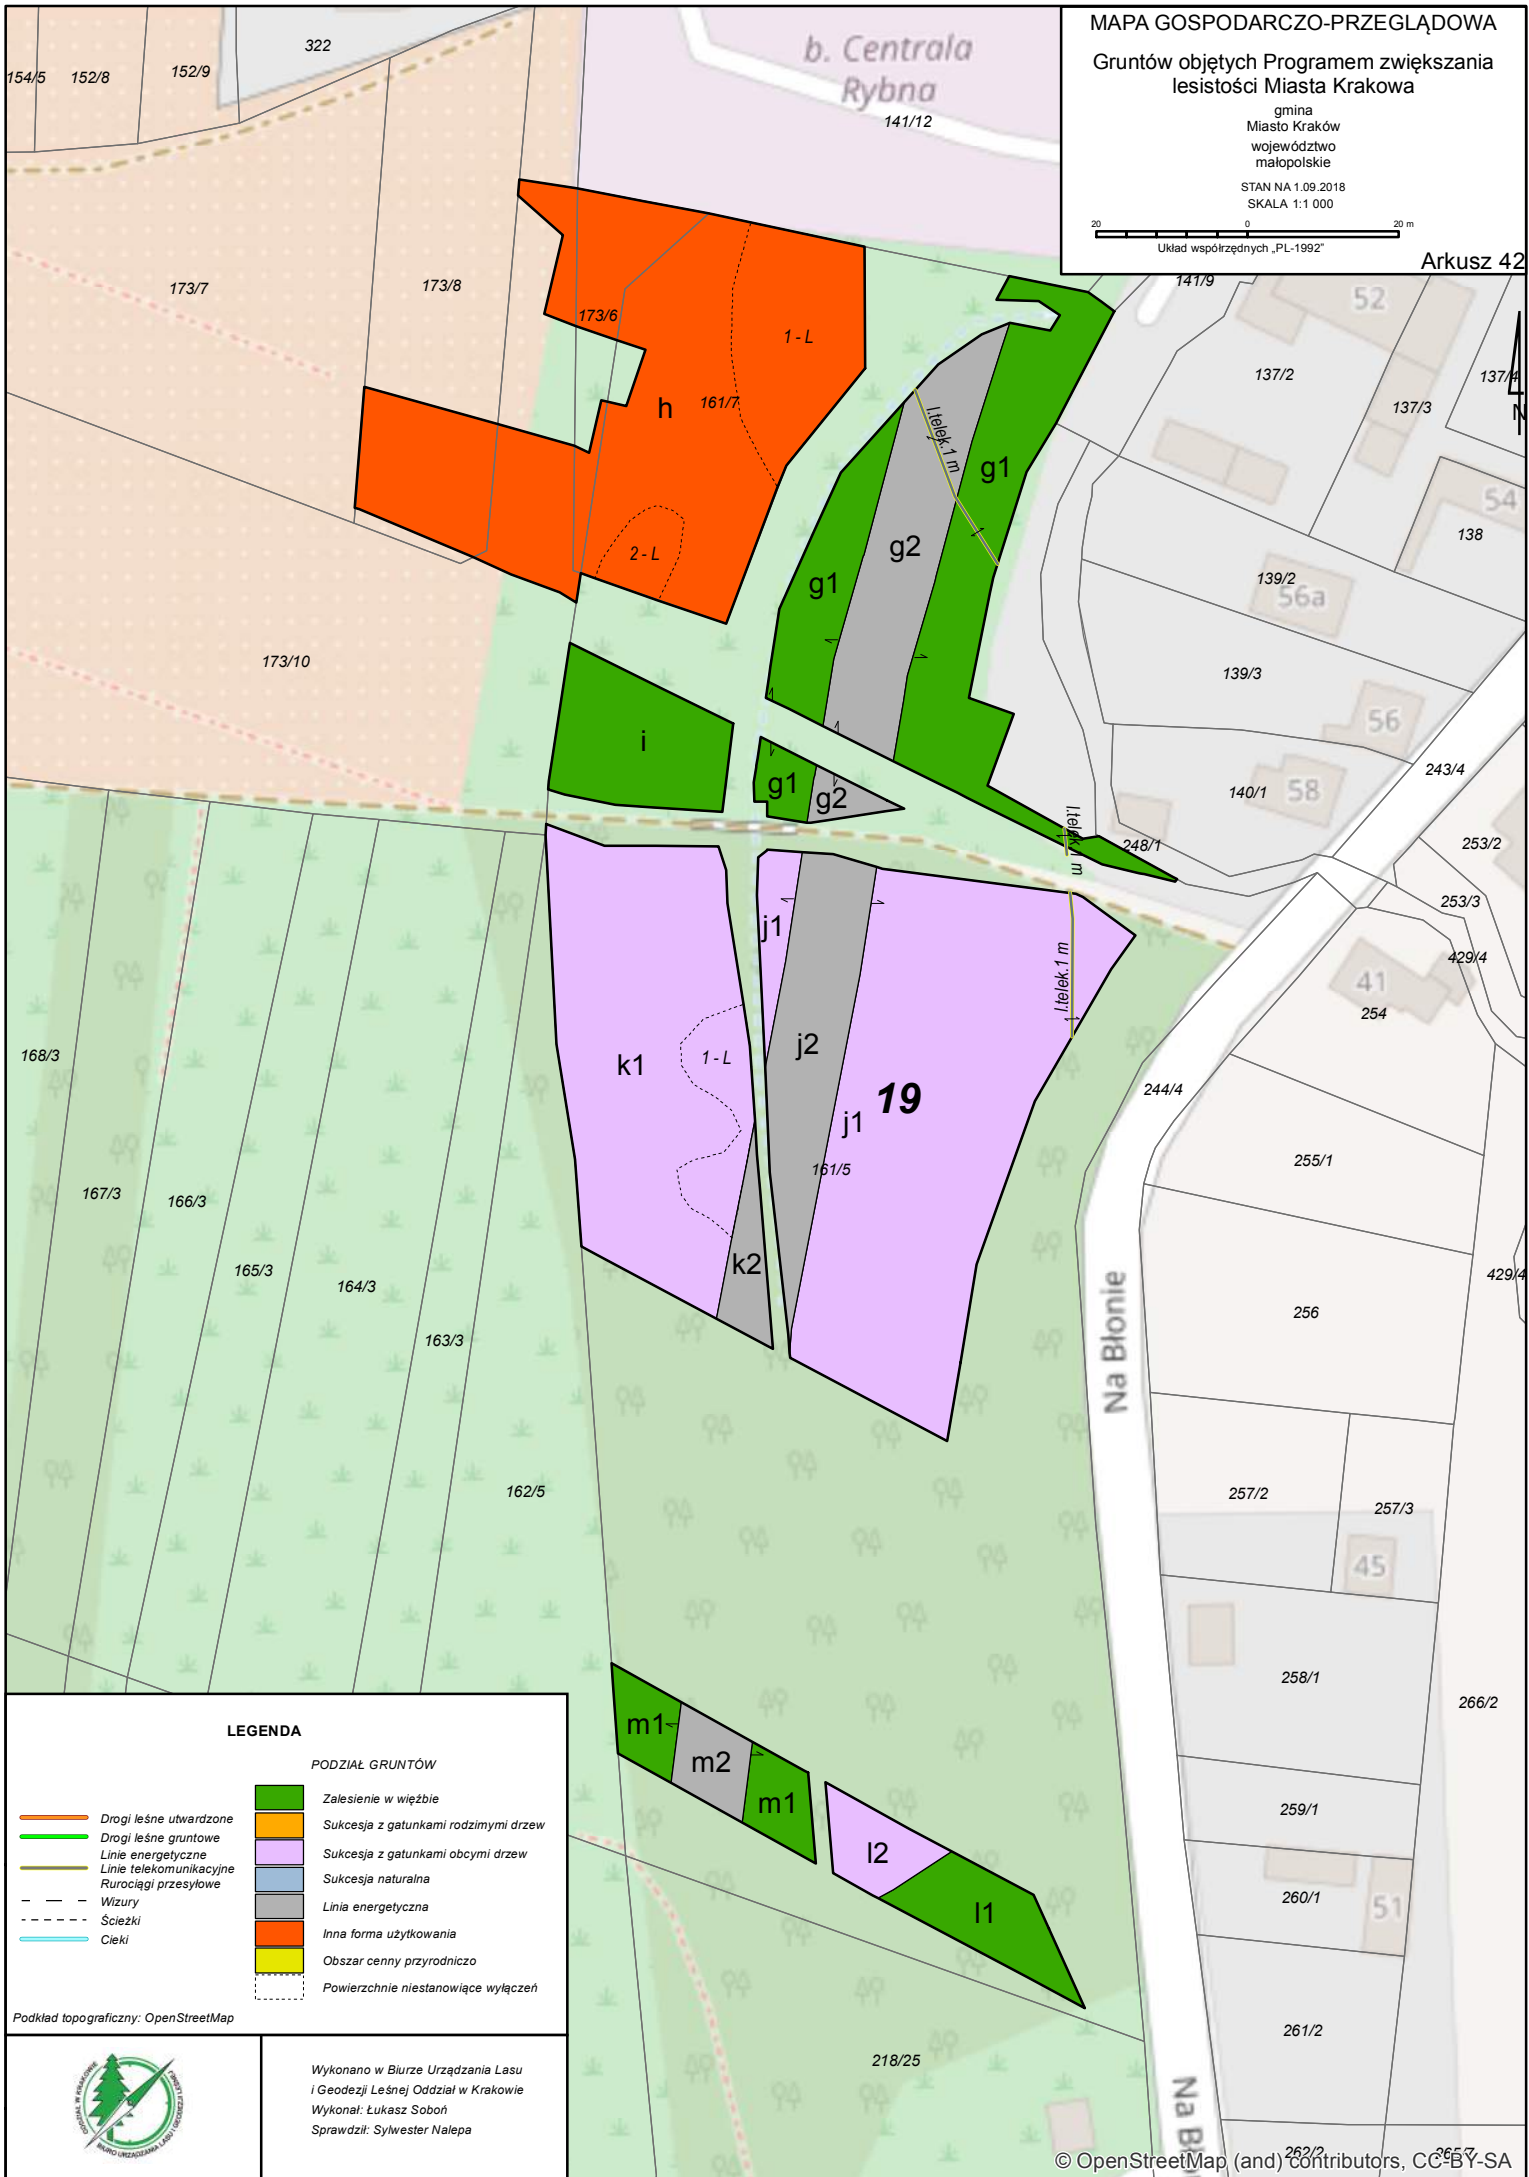 MAPA GOSPODARCZO-PRZEGLĄDOWA
Gruntów objętych Programem zwiększania
lesistości Miasta Krakowa
gmina
Miasto Kraków
województwo
małopolskie
STAN NA 1.09.2018
SKALA 1:1 000
20 0 20 m
Układ współrzędnych „PL-1992"
Arkusz 42
N
b. Centrala
Rybna
141/12
322
154/5
152/8
152/9
173/7
173/8
173/6
161/7
h
1 - L
2 - L
141/9
52
137/2
137/4
137/3
54
138
l.telek.1 m
g1
g2
g1
139/2
56a
173/10
139/3
56
i
g1
g2
243/4
140/1
58
l.telek.1 m
248/1
253/2
253/3
429/4
41
254
j1
l.telek.1 m
168/3
k1
1 - L
j2
19
j1
161/5
244/4
255/1
167/3
166/3
165/3
164/3
163/3
k2
256
429/4
Na Błonie
162/5
257/2
257/3
45
258/1
266/2
m1
m2
m1
259/1
l2
l1
260/1
51
261/2
218/25
262/2
265/7
LEGENDA
PODZIAŁ GRUNTÓW
Drogi leśne utwardzone
Drogi leśne gruntowe
Linie energetyczne
Linie telekomunikacyjne
Rurociągi przesyłowe
Wizury
Ścieżki
Cieki
Zalesienie w więźbie
Sukcesja z gatunkami rodzimymi drzew
Sukcesja z gatunkami obcymi drzew
Sukcesja naturalna
Linia energetyczna
Inna forma użytkowania
Obszar cenny przyrodniczo
Powierzchnie niestanowiące wyłączeń
Podkład topograficzny: OpenStreetMap
ODDZIAŁ W KRAKOWIE
BIURO URZĄDZANIA LASU I GEODEZJI LEŚNEJ
Wykonano w Biurze Urządzania Lasu
i Geodezji Leśnej Oddział w Krakowie
Wykonał: Łukasz Soboń
Sprawdził: Sylwester Nalepa
© OpenStreetMap (and) contributors, CC-BY-SA